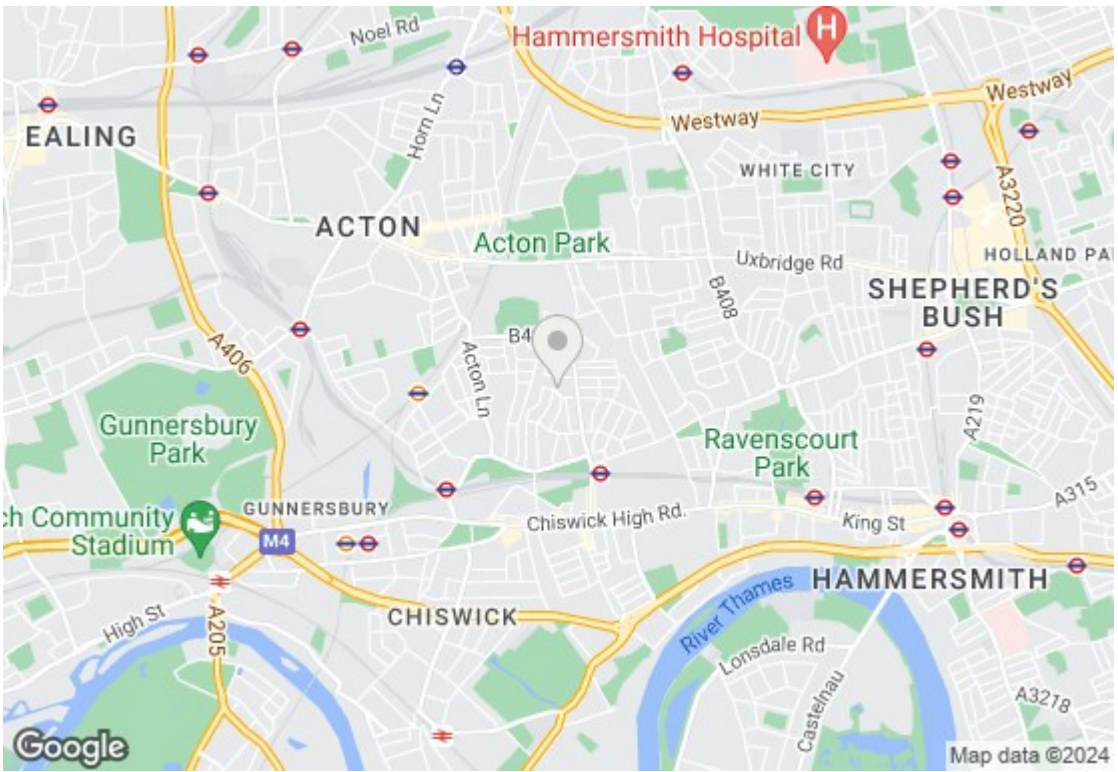 Noel Rd
Hammersmith Hospital
H
Westway
Westway
EALING
Horn Ln
WHITE CITY
A3220
ACTON
Acton Park
Uxbridge Rd
HOLLAND PA
B408
SHEPHERD'S
BUSH
A406
B4
Acton Ln
A219
Gunnersbury
Park
Ravenscourt
Park
A315
GUNNERSBURY
ch Community
Stadium
Chiswick High Rd.
King St
M4
HAMMERSMITH
CHISWICK
River Thames
High St
A205
Lonsdale Rd
Castelnau
A3218
Google
Map data ©2024